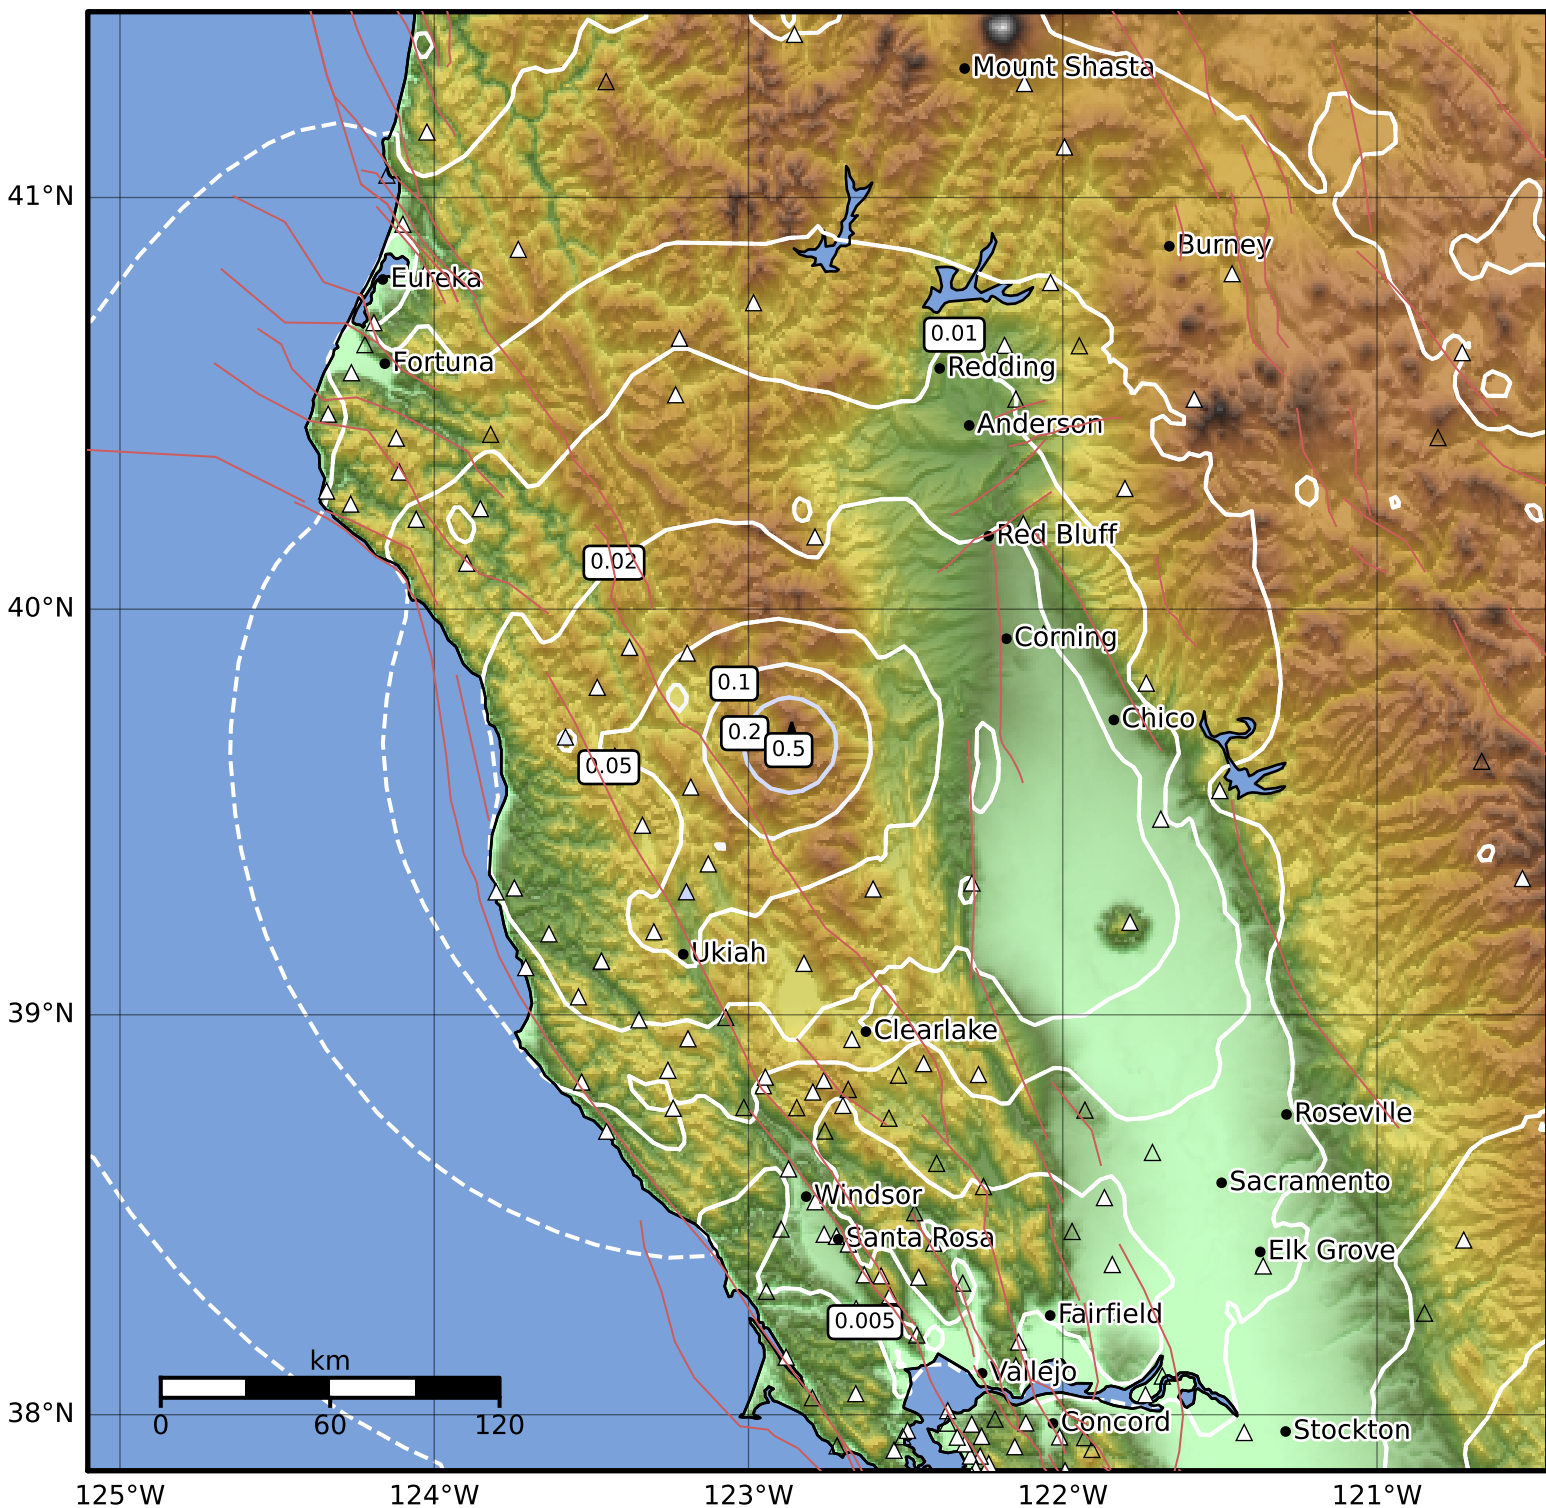 Mount Shasta
41°N
Burney
Eureka
0.01
Fortuna
Redding
Anderson
Red Bluff
0.02
40°N
Corning
0.1
Chico
0.2
0.5
0.05
Ukiah
39°N
Clearlake
Roseville
Sacramento
Windsor
Santa Rosa
Elk Grove
Fairfield
0.005
km
Vallejo
0 60 120
38°N
Concord
Stockton
125°W 124°W 123°W 122°W 121°W